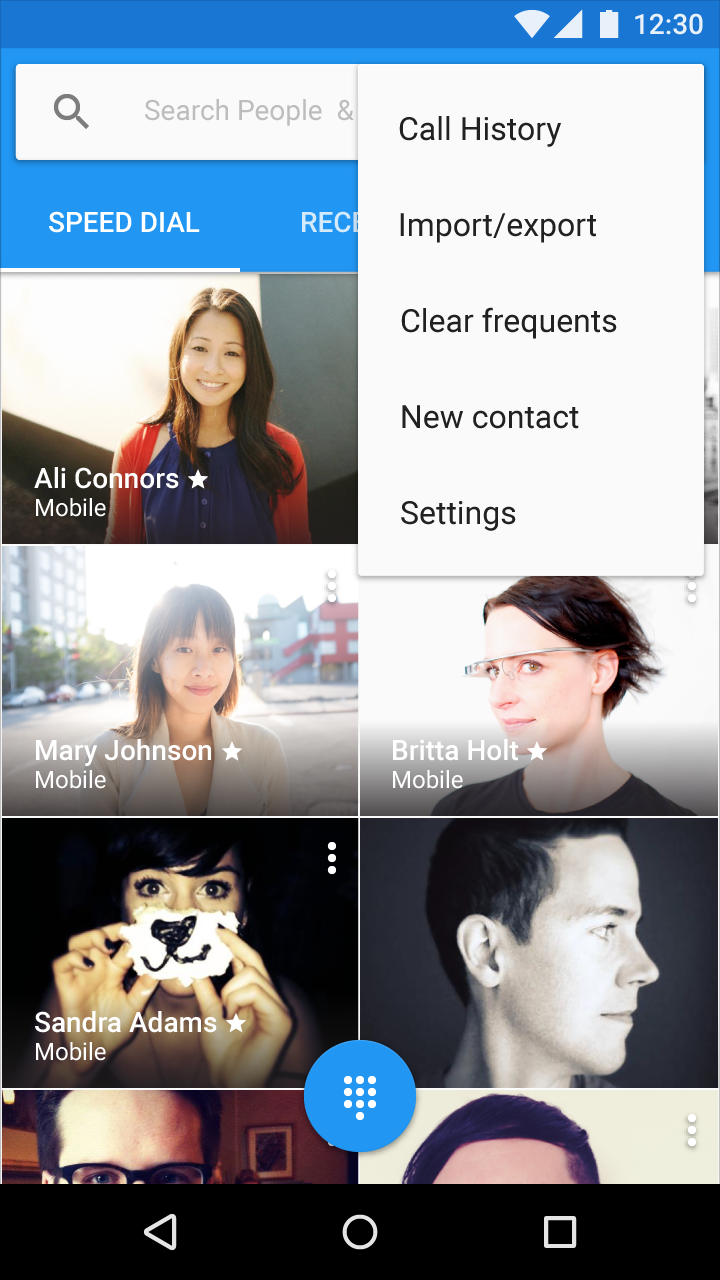 12:30
Search People &
Call History
SPEED DIAL
Import/export
Clear frequents
New contact
Settings
Ali Connors
Mobile
Mary Johnson
Mobile
Britta Holt
Mobile
Sandra Adams
Mobile